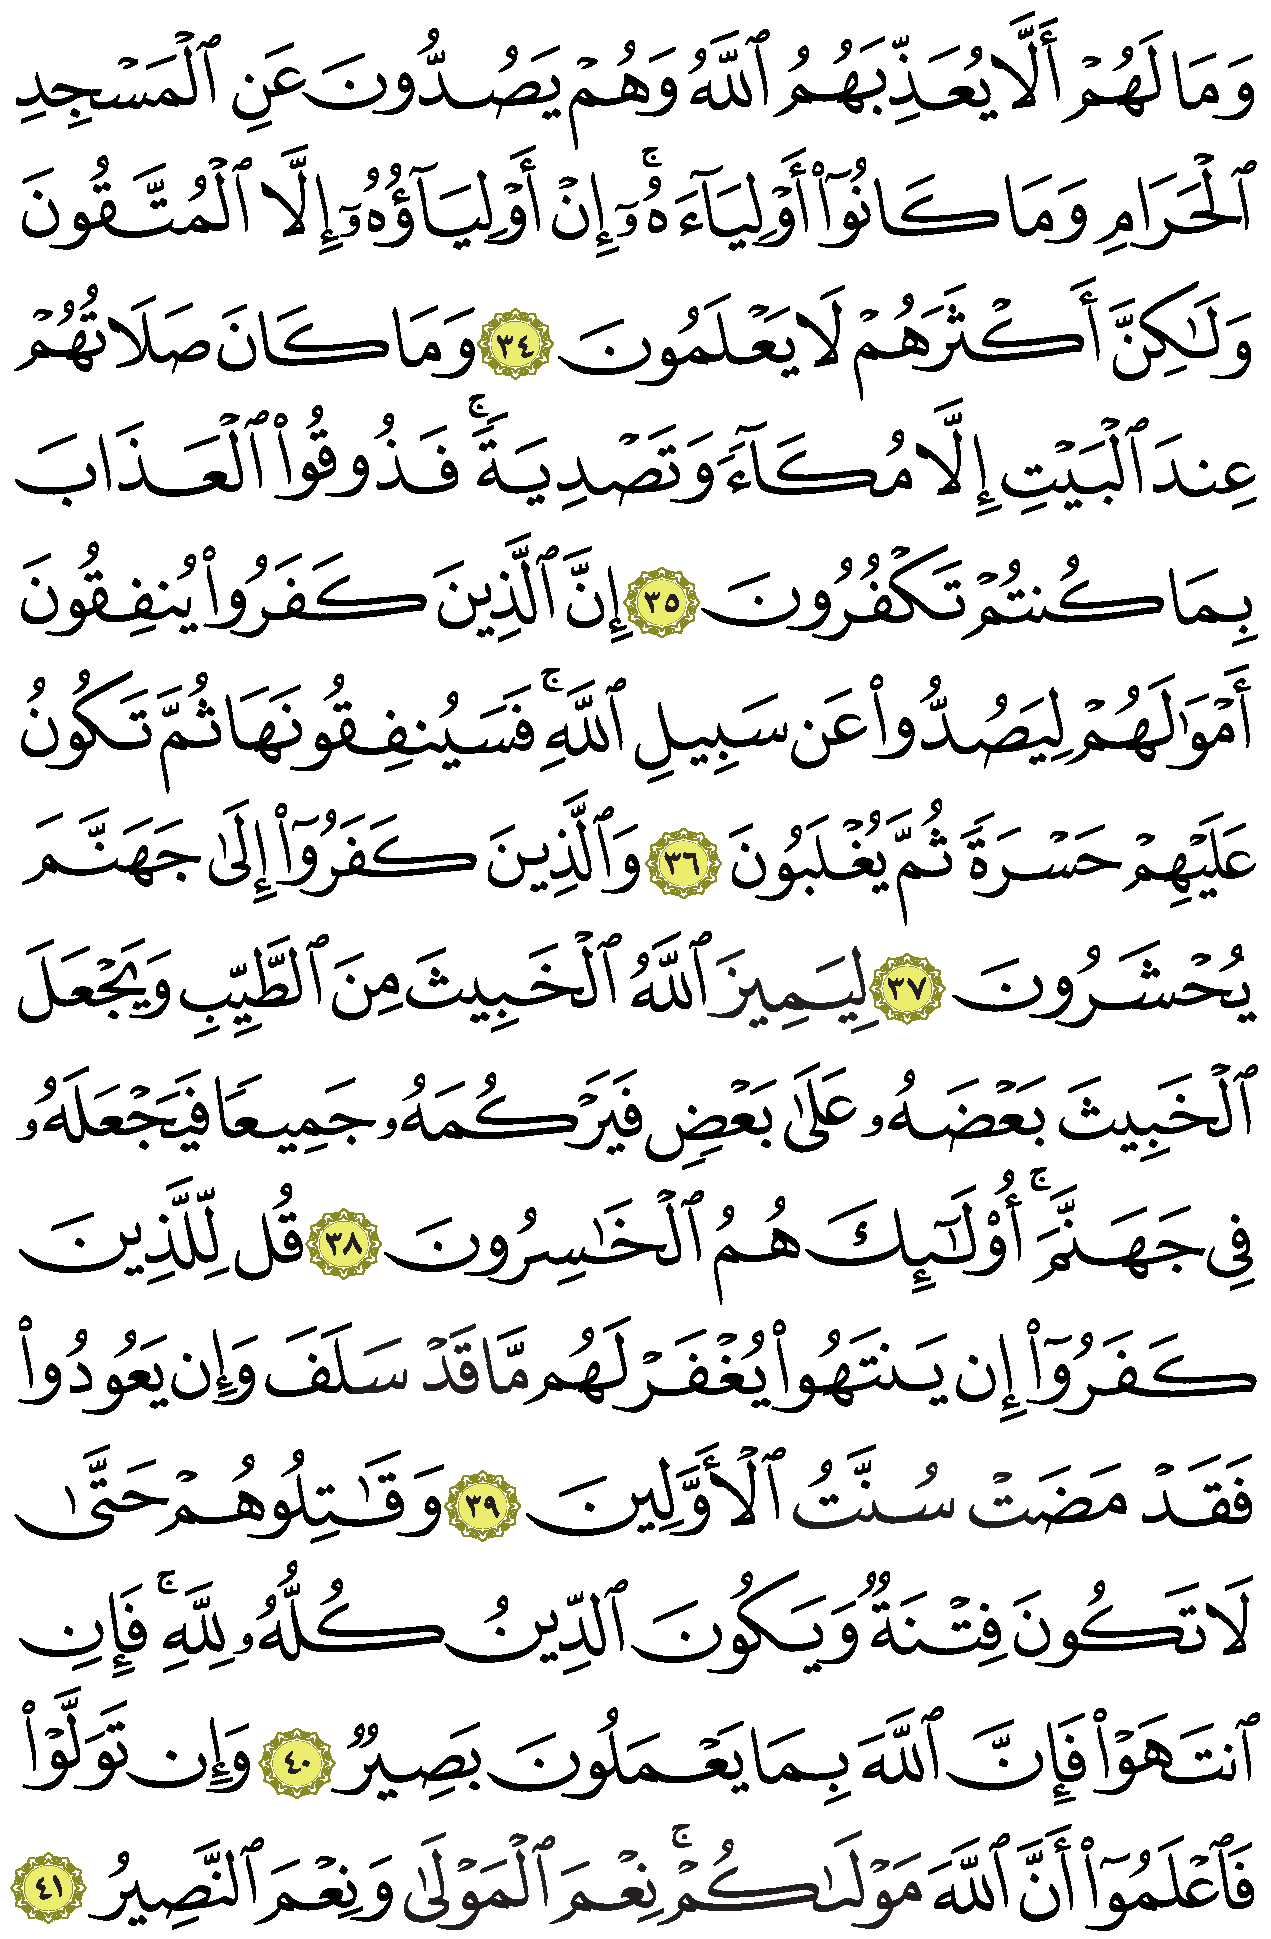 وَمَا لَهُمْ أَلَّا يُعَذِّبَهُمُ ٱللَّهُ وَهُمْ يَصُدُّونَ عَنِ ٱلْمَسْجِدِ
ٱلْحَرَامِ وَمَا كَانُوٓا۟ أَوْلِيَآءَهُۥٓ ۚ إِنْ أَوْلِيَآؤُهُۥٓ إِلَّا ٱلْمُتَّقُونَ
وَلَٰكِنَّ أَكْثَرَهُمْ لَا يَعْلَمُونَ ٣٤ وَمَا كَانَ صَلَاتُهُمْ
عِندَ ٱلْبَيْتِ إِلَّا مُكَآءً وَتَصْدِيَةً ۚ فَذُوقُوا۟ ٱلْعَذَابَ
بِمَا كُنتُمْ تَكْفُرُونَ ٣٥ إِنَّ ٱلَّذِينَ كَفَرُوا۟ يُنفِقُونَ
أَمْوَٰلَهُمْ لِيَصُدُّوا۟ عَن سَبِيلِ ٱللَّهِ ۚ فَسَيُنفِقُونَهَا ثُمَّ تَكُونُ
عَلَيْهِمْ حَسْرَةً ثُمَّ يُغْلَبُونَ ٣٦ وَٱلَّذِينَ كَفَرُوٓا۟ إِلَىٰ جَهَنَّمَ
يُحْشَرُونَ ٣٧ لِيَمِيزَ ٱللَّهُ ٱلْخَبِيثَ مِنَ ٱلطَّيِّبِ وَيَجْعَلَ
ٱلْخَبِيثَ بَعْضَهُۥ عَلَىٰ بَعْضٍ فَيَرْكُمَهُۥ جَمِيعًا فَيَجْعَلَهُۥ
فِى جَهَنَّمَ ۚ أُو۟لَٰٓئِكَ هُمُ ٱلْخَٰسِرُونَ ٣٨ قُل لِّلَّذِينَ
كَفَرُوٓا۟ إِن يَنتَهُوا۟ يُغْفَرْ لَهُم مَّا قَدْ سَلَفَ وَإِن يَعُودُوا۟
فَقَدْ مَضَتْ سُنَّتُ ٱلْأَوَّلِينَ ٣٩ وَقَٰتِلُوهُمْ حَتَّىٰ
لَا تَكُونَ فِتْنَةٌ وَيَكُونَ ٱلدِّينُ كُلُّهُۥ لِلَّهِ ۚ فَإِنِ
ٱنتَهَوْا۟ فَإِنَّ ٱللَّهَ بِمَا يَعْمَلُونَ بَصِيرٌ ٤٠ وَإِن تَوَلَّوْا۟
فَٱعْلَمُوٓا۟ أَنَّ ٱللَّهَ مَوْلَىٰكُمْ ۚ نِعْمَ ٱلْمَوْلَىٰ وَنِعْمَ ٱلنَّصِيرُ ٤١